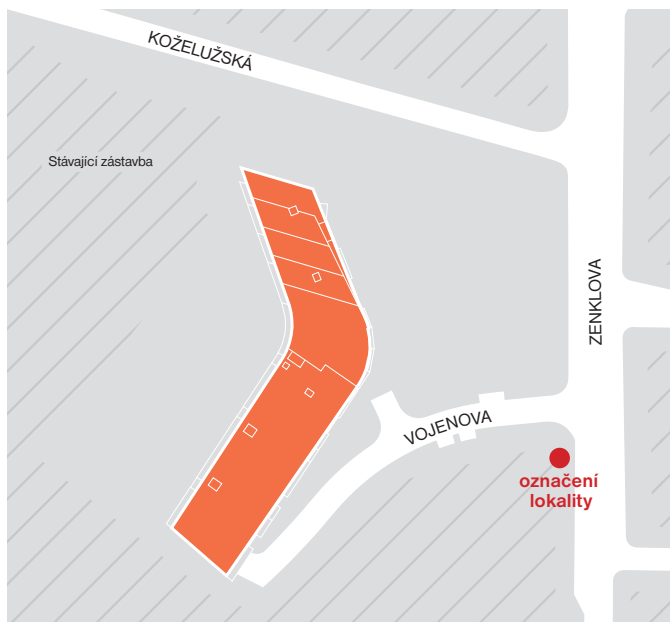 KOŽELUŽSKÁ
Stávající zástavba
ZENKLOVA
VOJENOVA
označení
lokality